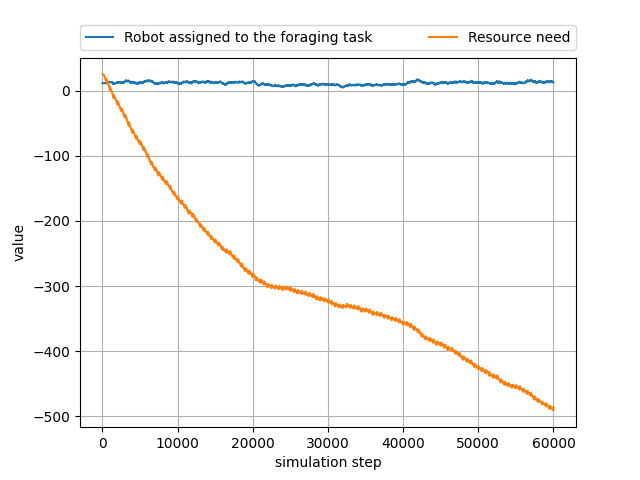 Robot assigned to the foraging task Resource need
0
−100
−200
−300
−400
−500
value
0 10000 20000 30000 40000 50000 60000
simulation step